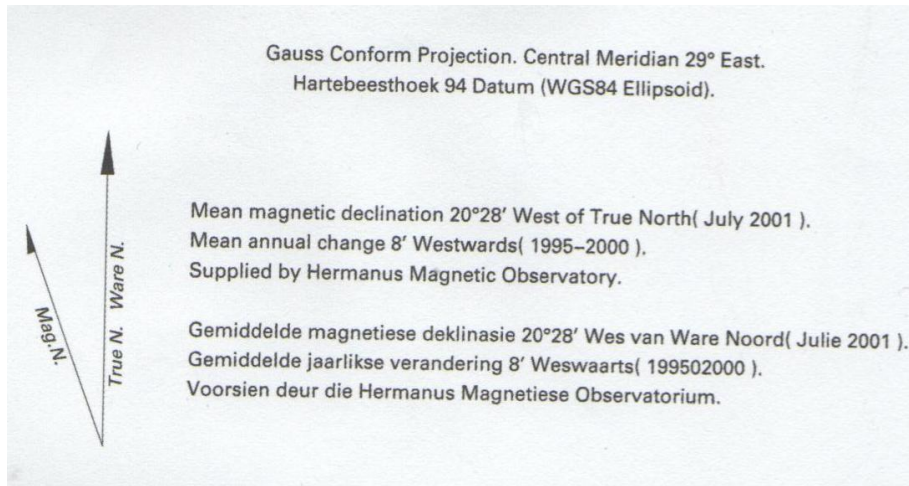 Gauss Conform Projection. Central Meridian 29° East.
Hartebeesthoek 94 Datum (WGS84 Ellipsoid).
Mean magnetic declination 20°28′ West of True North( July 2001 ).
Mean annual change 8′ Westwards( 1995–2000 ).
Supplied by Hermanus Magnetic Observatory.
Gemiddelde magnetiese deklinasie 20°28′ Wes van Ware Noord( Julie 2001 ).
Gemiddelde jaarlikse verandering 8′ Weswaarts( 199502000 ).
Voorsien deur die Hermanus Magnetiese Observatorium.
Mag.N.
True N. Ware N.